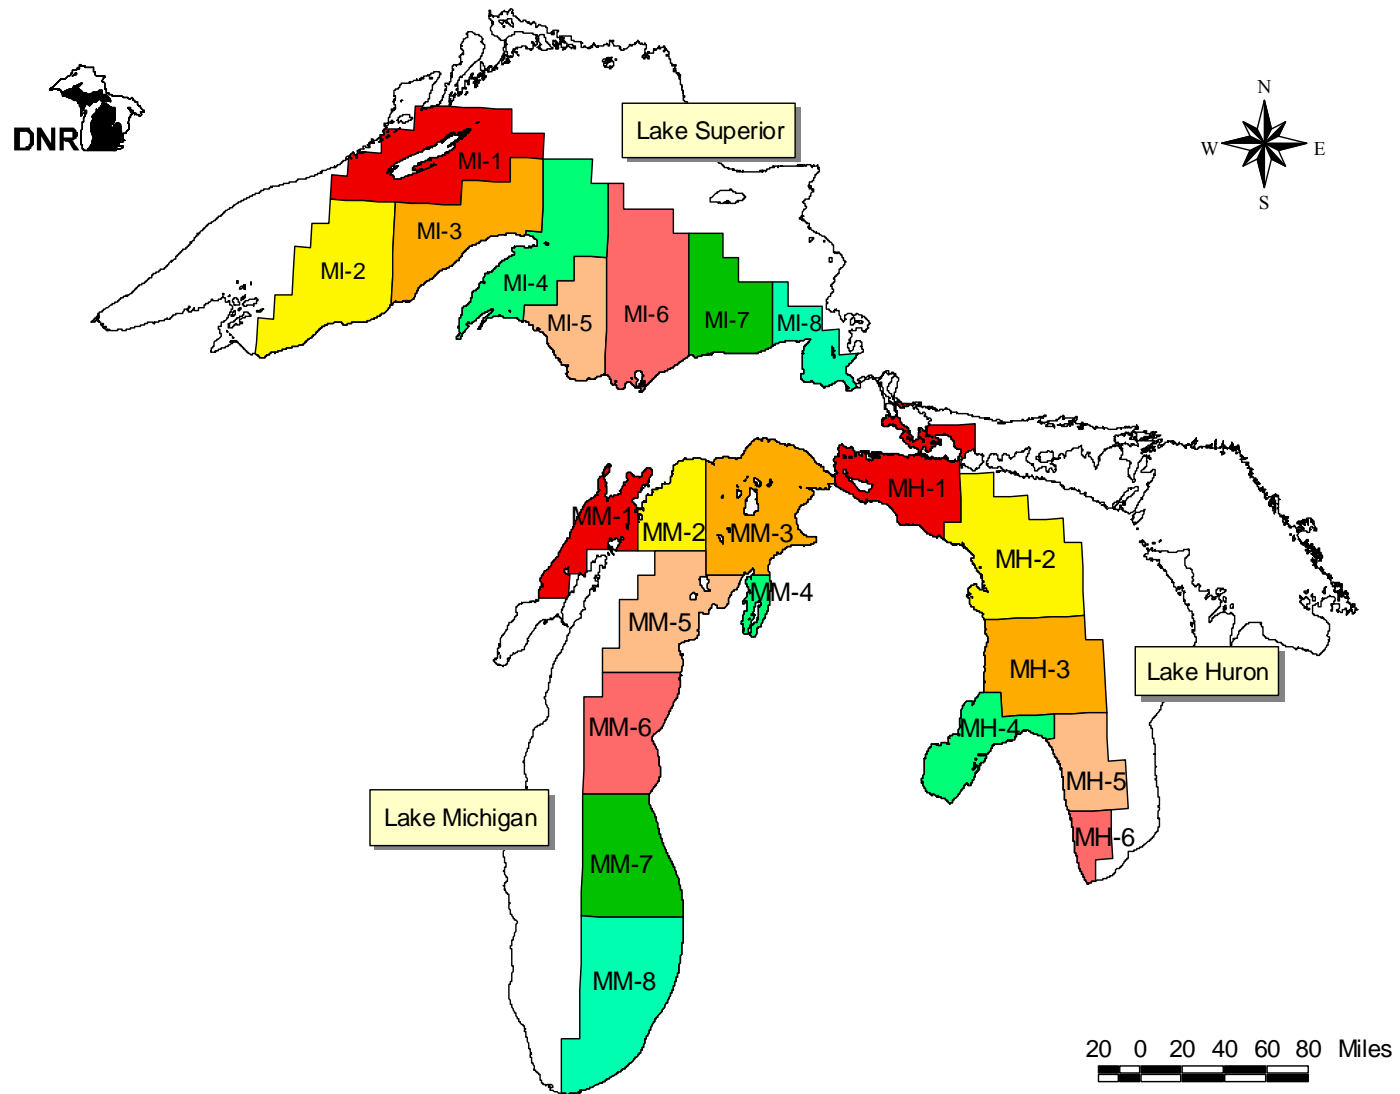 N
Lake Superior
DNR
W
E
MI-1
S
MI-3
MI-2
MI-4
MI-6
MI-7
MI-8
MI-5
MH-1
MM-1
MM-2
MM-3
MH-2
MM-4
MM-5
MH-3
Lake Huron
MM-6
MH-4
MH-5
Lake Michigan
MH-6
MM-7
MM-8
20 0 20 40 60 80 Miles